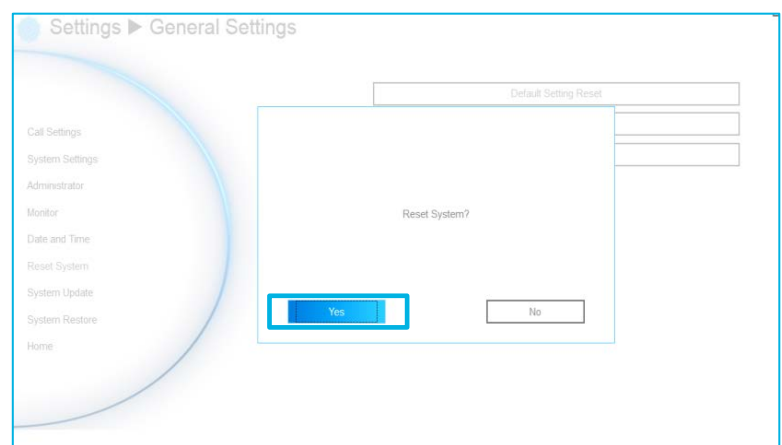 Settings ▶ General Settings
Default Setting Reset
Call Settings
System Settings
Administrator
Monitor
Date and Time
Reset System
System Update
System Restore
Home
Reset System?
Yes
No